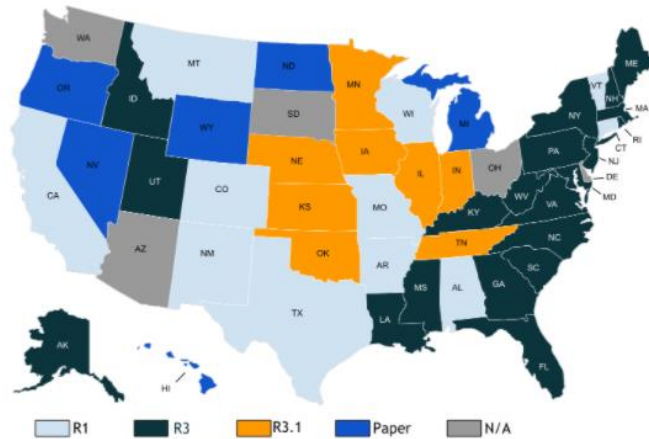 WA
MT
ND
MN
ME
OR
ID
SD
WI
MI
VT
NH
NY
MA
WY
IA
RI
CT
NV
NE
PA
NJ
UT
CO
IL
IN
OH
DE
CA
KS
MO
KY
WV
VA
MD
AZ
NM
OK
AR
TN
NC
SC
TX
LA
MS
AL
GA
AK
HI
FL
R1
R3
R3.1
Paper
N/A